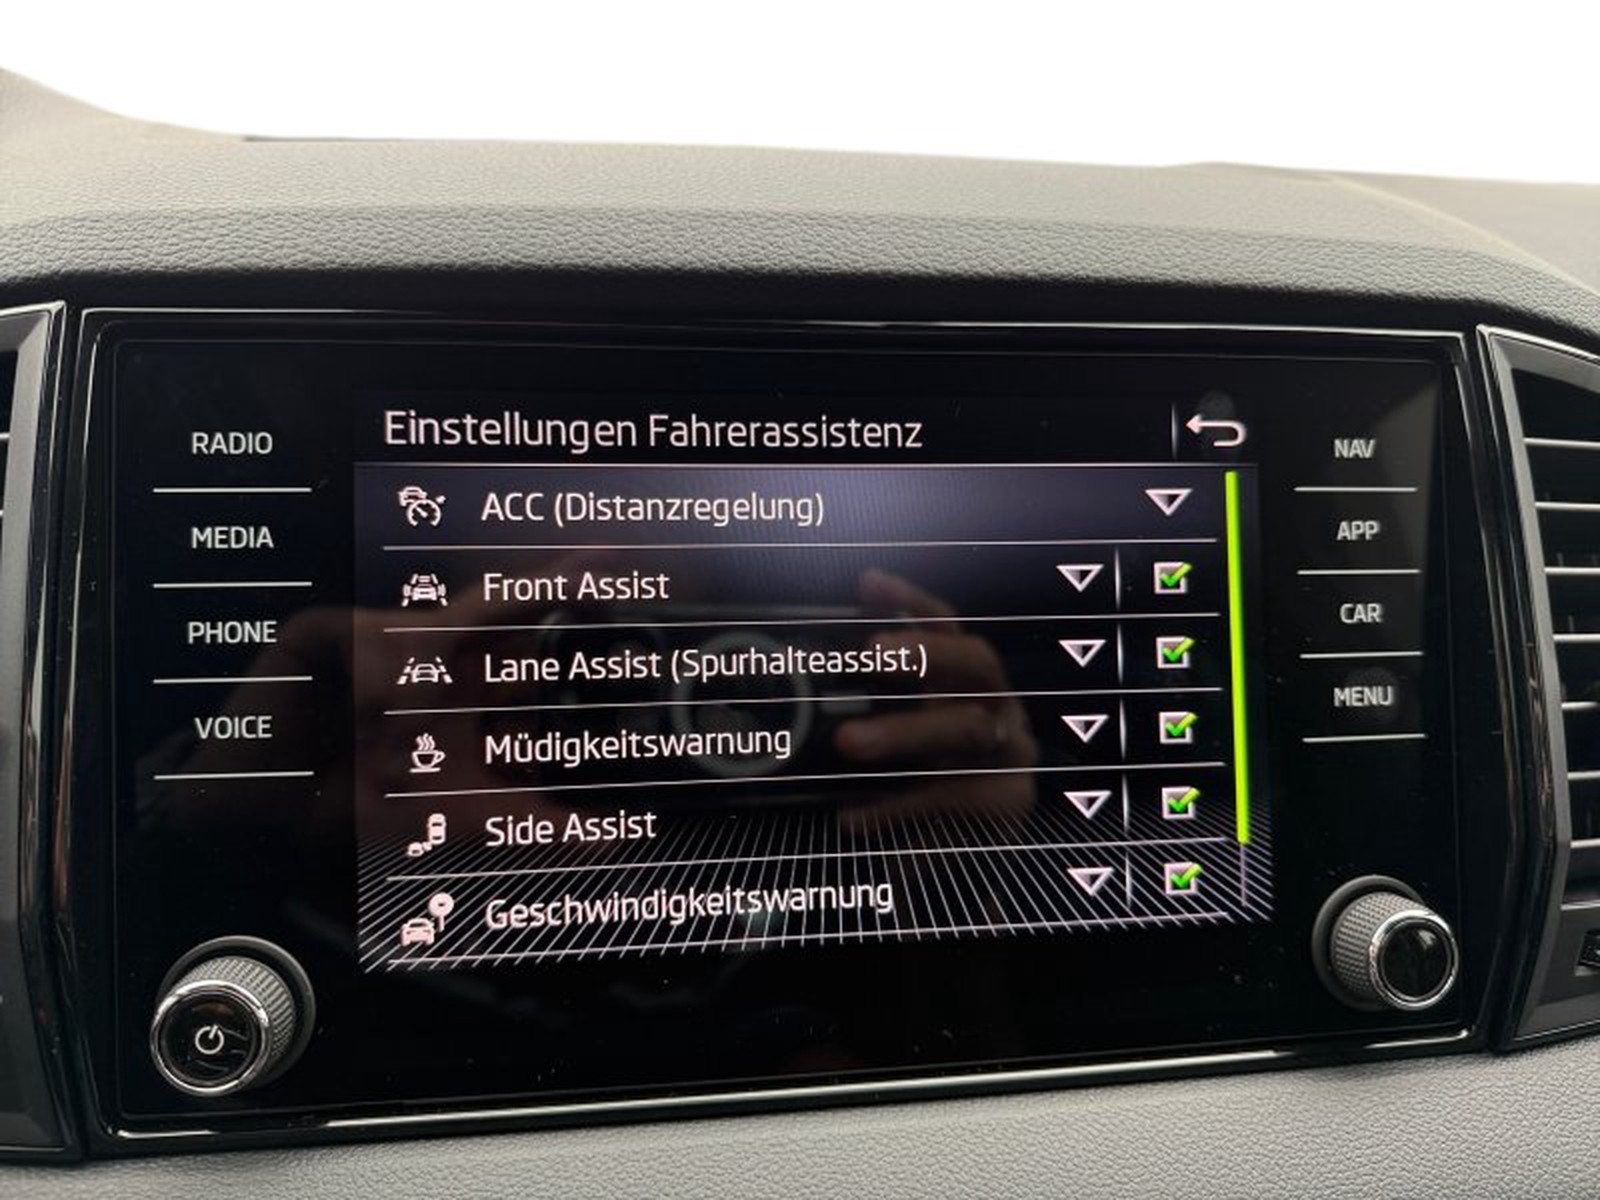 Einstellungen Fahrerassistenz
RADIO
MEDIA
PHONE
VOICE
ACC (Distanzregelung)
Front Assist
Lane Assist (Spurhalteassist.)
Müdigkeitswarnung
Side Assist
Geschwindigkeitswarnung
NAV
APP
CAR
MENU